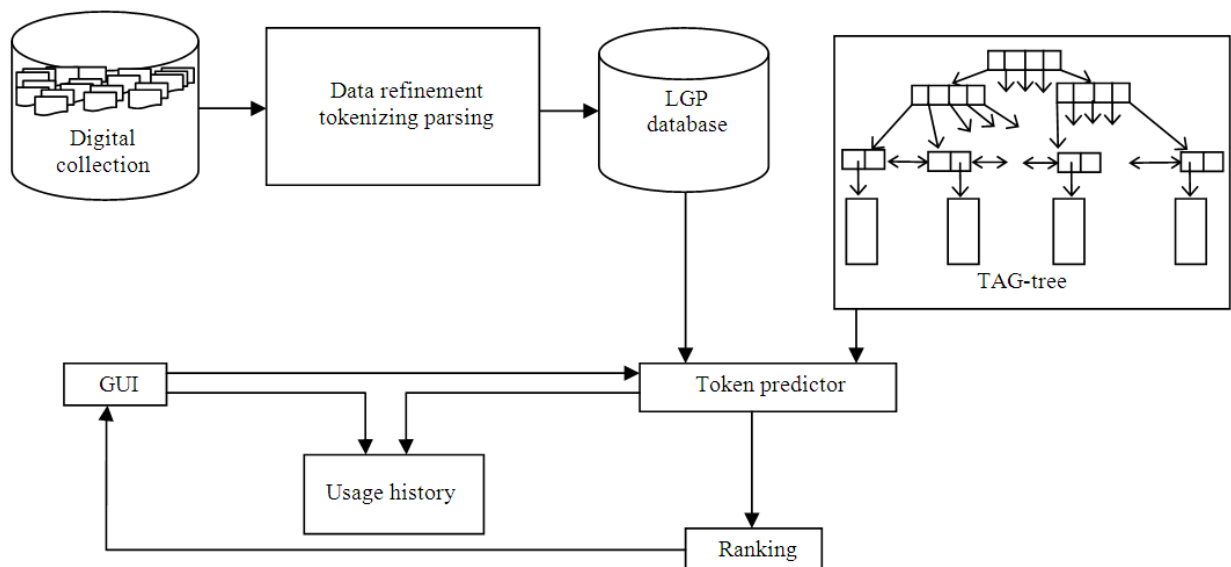 Digital
collection
Data refinement
tokenizing parsing
LGP
database
TAG-tree
GUI
Token predictor
Usage history
Ranking